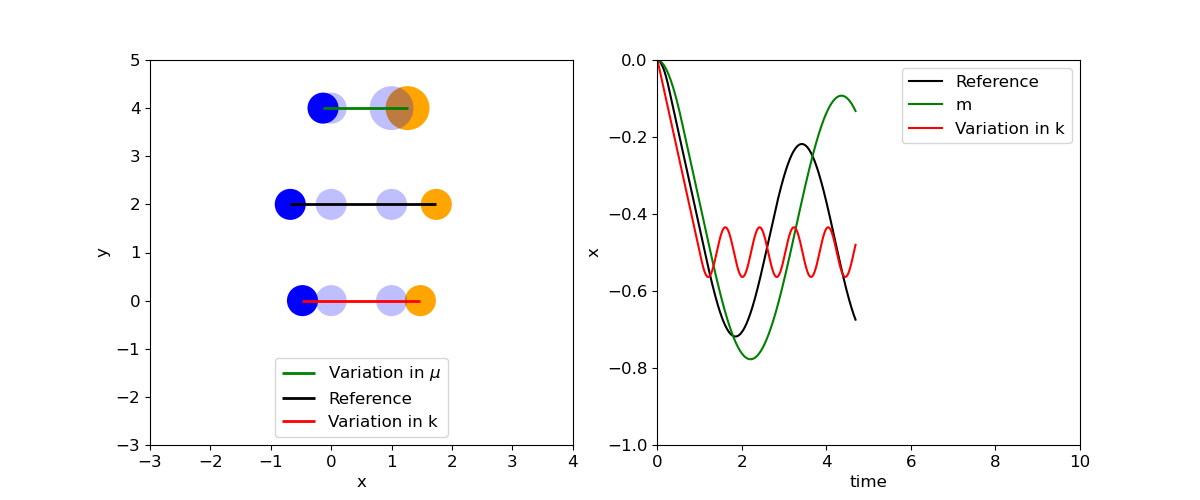 5
4
3
2
1
0
−1
−2
−3
y
−3 −2 −1 0 1 2 3 4
x
Variation in μ
Reference
Variation in k
0.0
−0.2
−0.4
−0.6
−0.8
−1.0
x
0 2 4 6 8 10
time
Reference
m
Variation in k